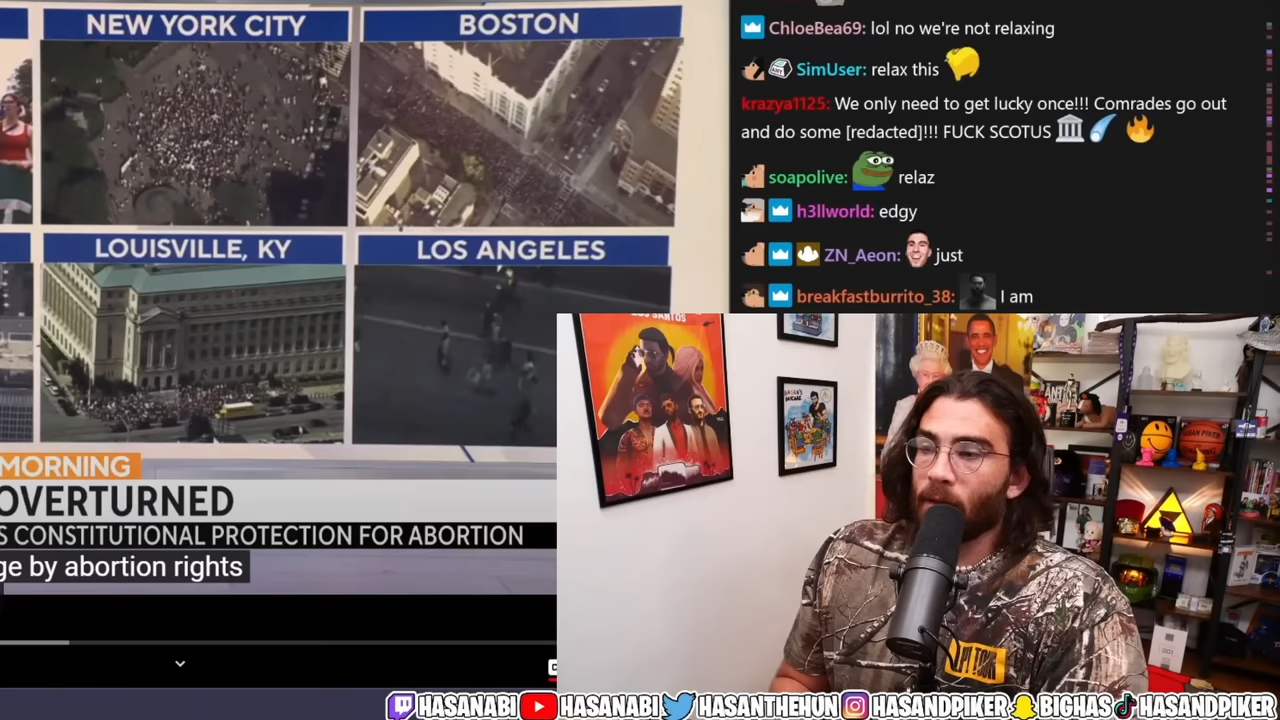 NEW YORK CITY
BOSTON
LOUISVILLE, KY
LOS ANGELES
MORNING
OVERTURNED
S CONSTITUTIONAL PROTECTION FOR ABORTION
ge by abortion rights
ChloeBea69: lol no we're not relaxing
SimUser: relax this
krazya1125: We only need to get lucky once!!! Comrades go out
and do some [redacted]!!! FUCK SCOTUS
soapolive: relaz
h3llworld: edgy
ZN_Aeon: just
breakfastburrito_38: I am
LOS SANTOS
HASANABI HASANABI HASANTHEHUN HASANDPIKER BIGHAS HASANDPIKER